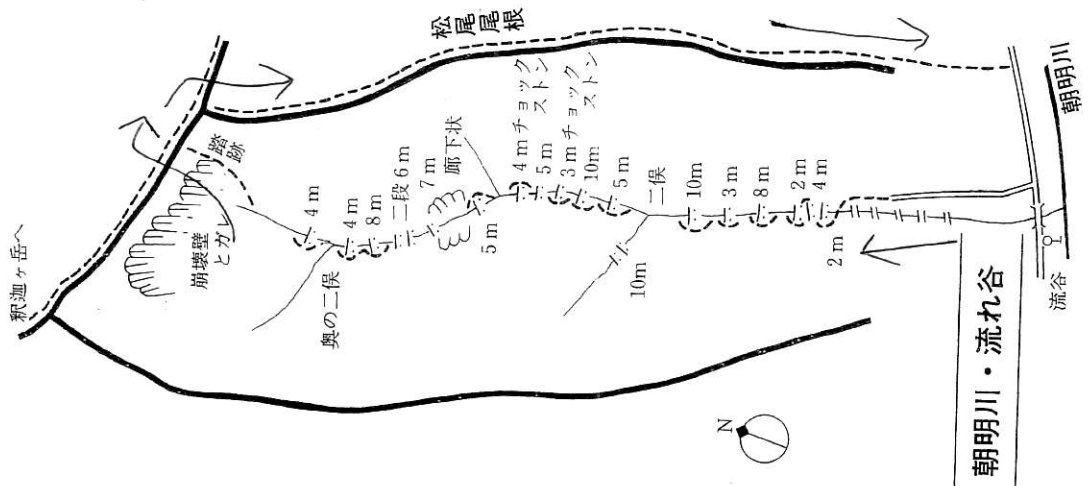 釈迦ヶ岳へ
松尾尾根
踏跡
崩壊壁
とガレ
4m
奥の二俣
4m
8m
二段6m
7m
廊下状
5m
4mチョックストン
5m
3mチョックストン
10m
5m
二俣
10m
10m
3m
8m
2m
4m
2m
N
朝明川・流れ谷
流谷
朝明川